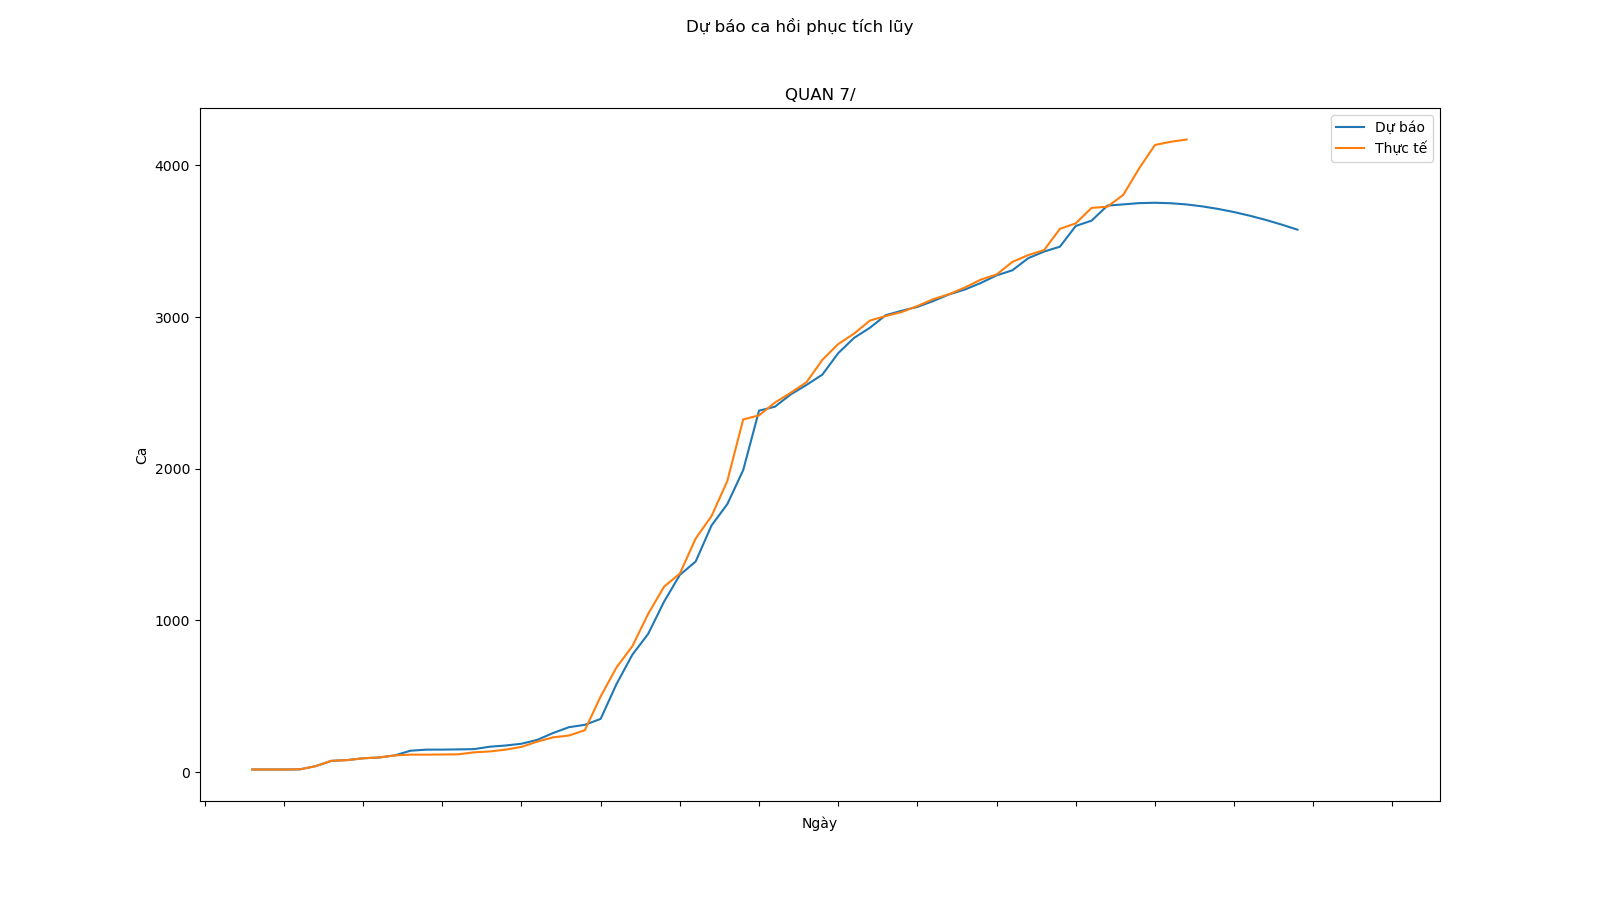 Dự báo ca hồi phục tích lũy
QUAN 7/
Dự báo
Thực tế
4000
3000
2000
1000
0
Ca
Ngày